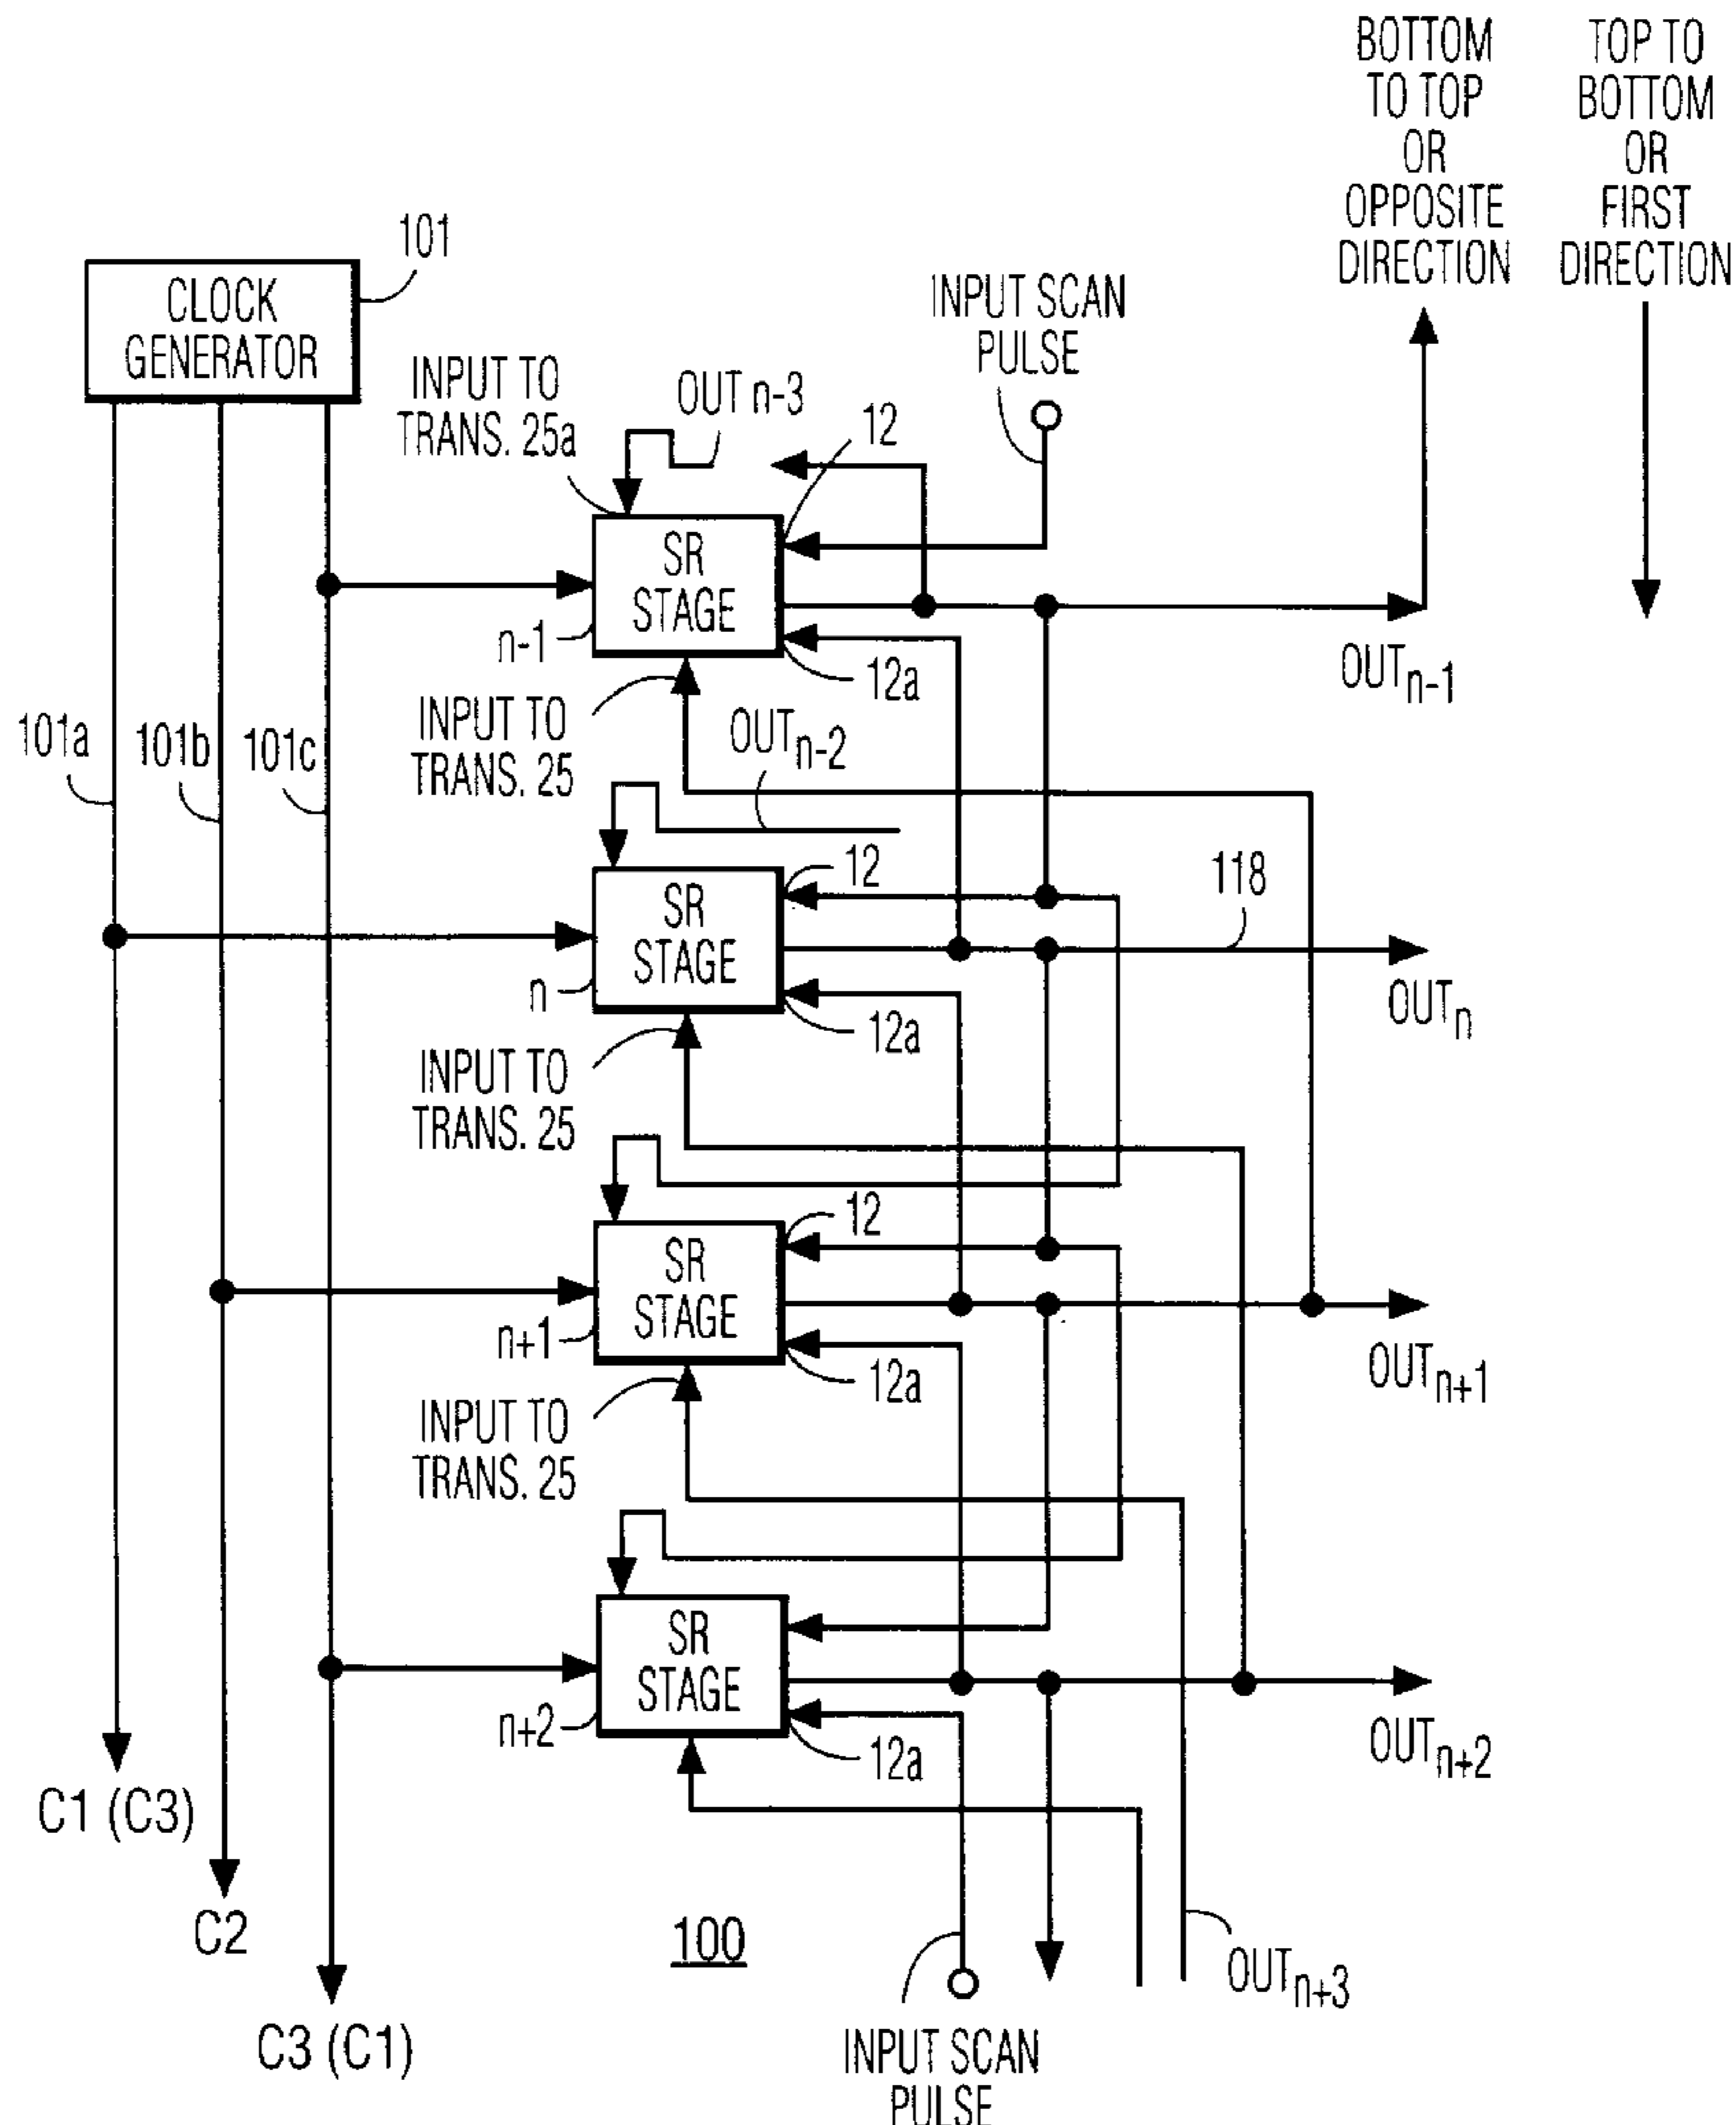 BOTTOM
TO TOP
OR
OPPOSITE
DIRECTION
TOP TO
BOTTOM
OR
FIRST
DIRECTION
101
CLOCK
GENERATOR
INPUT SCAN
PULSE
INPUT TO
TRANS. 25a
OUT n-3
12
SR
STAGE
n-1
12a
OUTn-1
INPUT TO
TRANS. 25
OUTn-2
101a
101b
101c
12
118
SR
STAGE
n
12a
OUTn
INPUT TO
TRANS. 25
12
SR
STAGE
n+1
12a
OUTn+1
INPUT TO
TRANS. 25
SR
STAGE
n+2
12a
OUTn+2
C1 (C3)
C2
C3 (C1)
100
OUTn+3
INPUT SCAN
PULSE